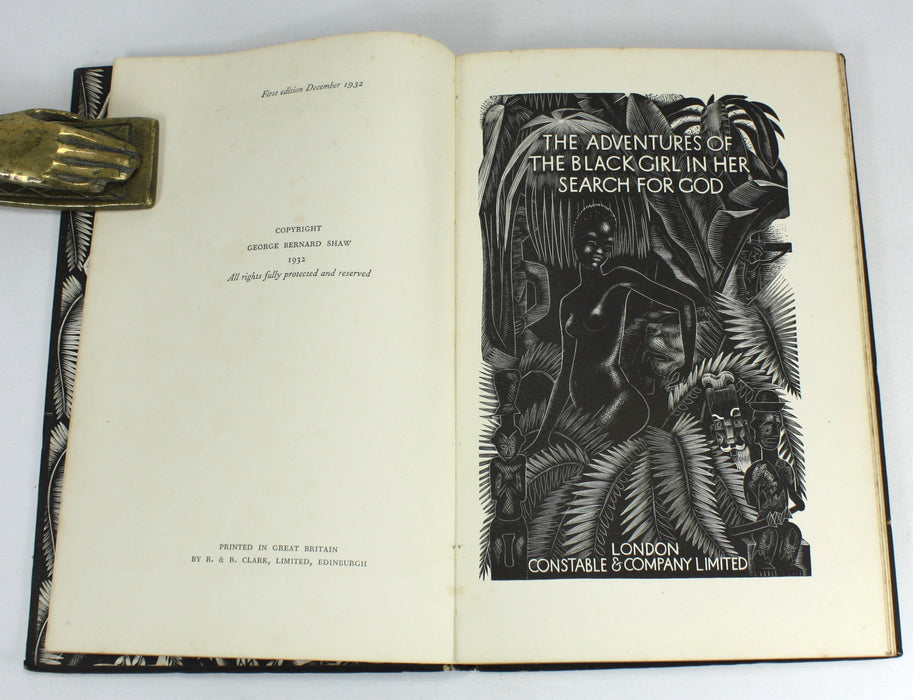 First edition December 1932
COPYRIGHT
GEORGE BERNARD SHAW
1932
All rights fully protected and reserved
PRINTED IN GREAT BRITAIN
BY R. & R. CLARK, LIMITED, EDINBURGH
THE ADVENTURES OF
THE BLACK GIRL IN HER
SEARCH FOR GOD
LONDON
CONSTABLE & COMPANY LIMITED